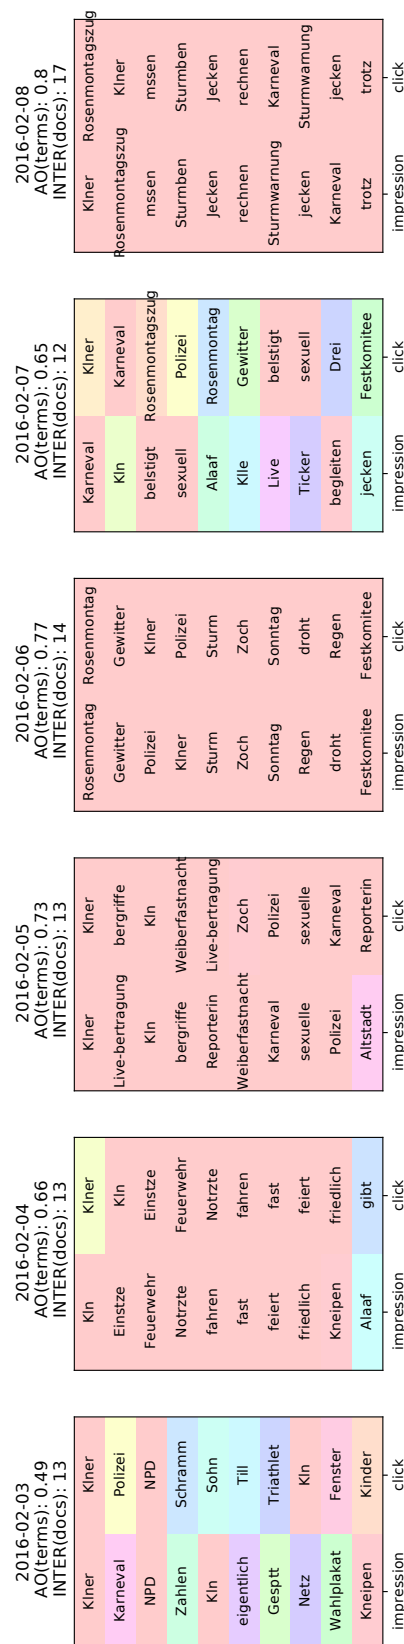 2016-02-03
AO(terms): 0.49
INTER(docs): 13
Klner Klner
Karneval Polizei
NPD NPD
Zahlen Schramm
Kln Sohn
eigentlich Till
Gesptt Triathlet
Netz Kln
Wahlplakat Fenster
Kneipen Kinder
impression click
2016-02-04
AO(terms): 0.66
INTER(docs): 13
Kln Klner
Einstze Kln
Feuerwehr Einstze
Notrzte Feuerwehr
fahren Notrzte
fast fahren
feiert fast
friedlich feiert
Kneipen friedlich
Alaaf gibt
impression click
2016-02-05
AO(terms): 0.73
INTER(docs): 13
Klner Klner
Live-bertragung bergriffe
Kln Kln
bergriffe Weiberfastnacht
Reporterin Live-bertragung
Weiberfastnacht Zoch
Karneval Polizei
sexuelle sexuelle
Polizei Karneval
Altstadt Reporterin
impression click
2016-02-06
AO(terms): 0.77
INTER(docs): 14
Rosenmontag Rosenmontag
Gewitter Gewitter
Polizei Klner
Klner Polizei
Sturm Sturm
Zoch Zoch
Sonntag Sonntag
Regen droht
droht Regen
Festkomitee Festkomitee
impression click
2016-02-07
AO(terms): 0.65
INTER(docs): 12
Karneval Klner
Kln Karneval
belstigt Rosenmontagszug
sexuell Polizei
Alaaf Rosenmontag
Klle Gewitter
Live belstigt
Ticker sexuell
begleiten Drei
jecken Festkomitee
impression click
2016-02-08
AO(terms): 0.8
INTER(docs): 17
Klner Rosenmontagszug
Rosenmontagszug Klner
mssen mssen
Sturmben Sturmben
Jecken Jecken
rechnen rechnen
Sturmwarnung Karneval
jecken Sturmwarnung
Karneval jecken
trotz trotz
impression click